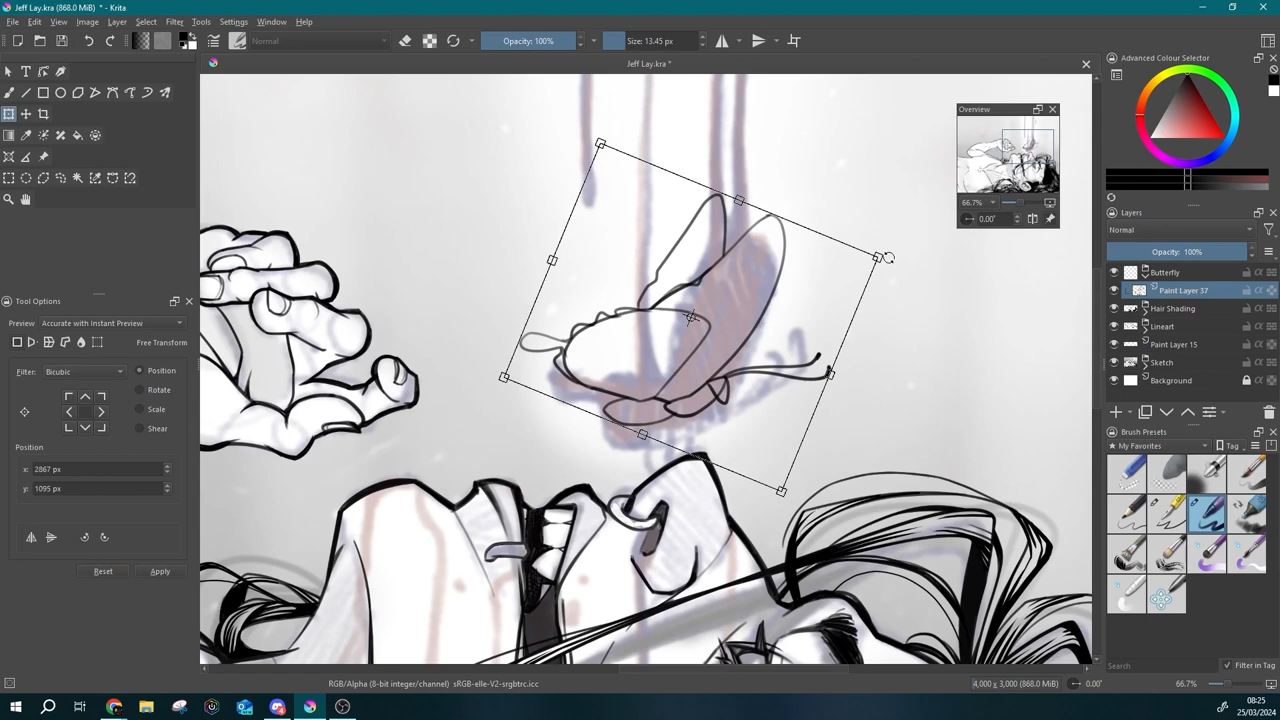 Jeff Lay.kra (868.0 MiB) * - Krita
File Edit View Image Layer Select Filter Tools Settings Window Help
Normal
Opacity: 100%
Size: 13.45 px
Jeff Lay.kra *
Overview
66.7%
0.00°
Tool Options
Preview: Accurate with Instant Preview
Free Transform
Filter: Bicubic
Position
Rotate
Scale
Shear
Position
x: 2867 px
y: 1095 px
Reset Apply
Advanced Colour Selector
Layers
Normal
Opacity: 100%
Butterfly
Paint Layer 37
Hair Shading
Lineart
Paint Layer 15
Sketch
Background
Brush Presets
My Favorites
Tag
Search
Filter in Tag
RGB/Alpha (8-bit integer/channel) sRGB-elle-V2-srgbtrc.icc
4,000 x 3,000 (868.0 MiB)
0.00°
66.7%
08:25
25/03/2024